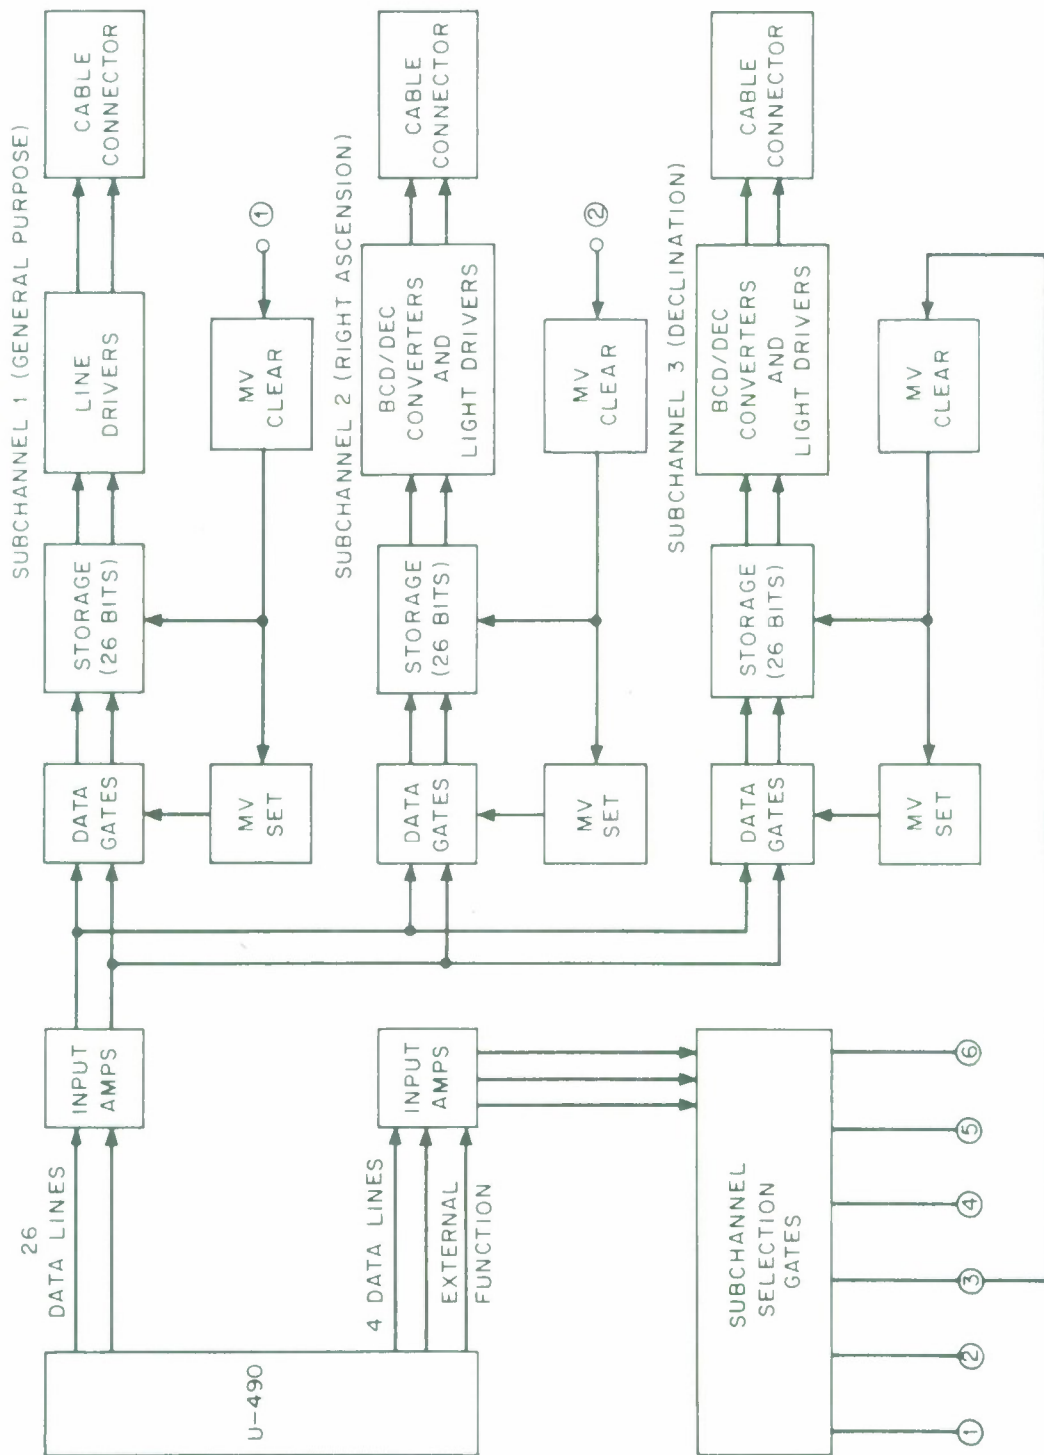 SUBCHANNEL 1 (GENERAL PURPOSE)
26
DATA LINES
INPUT
AMPS
DATA
GATES
STORAGE
(26 BITS)
LINE
DRIVERS
CABLE
CONNECTOR
MV
SET
MV
CLEAR
1
U-490
SUBCHANNEL 2 (RIGHT ASCENSION)
4 DATA LINES
EXTERNAL
FUNCTION
INPUT
AMPS
DATA
GATES
STORAGE
(26 BITS)
BCD/DEC
CONVERTERS
AND
LIGHT DRIVERS
CABLE
CONNECTOR
MV
SET
MV
CLEAR
2
SUBCHANNEL 3 (DECLINATION)
SUBCHANNEL
SELECTION
GATES
DATA
GATES
STORAGE
(26 BITS)
BCD/DEC
CONVERTERS
AND
LIGHT DRIVERS
CABLE
CONNECTOR
MV
SET
MV
CLEAR
1
2
3
4
5
6